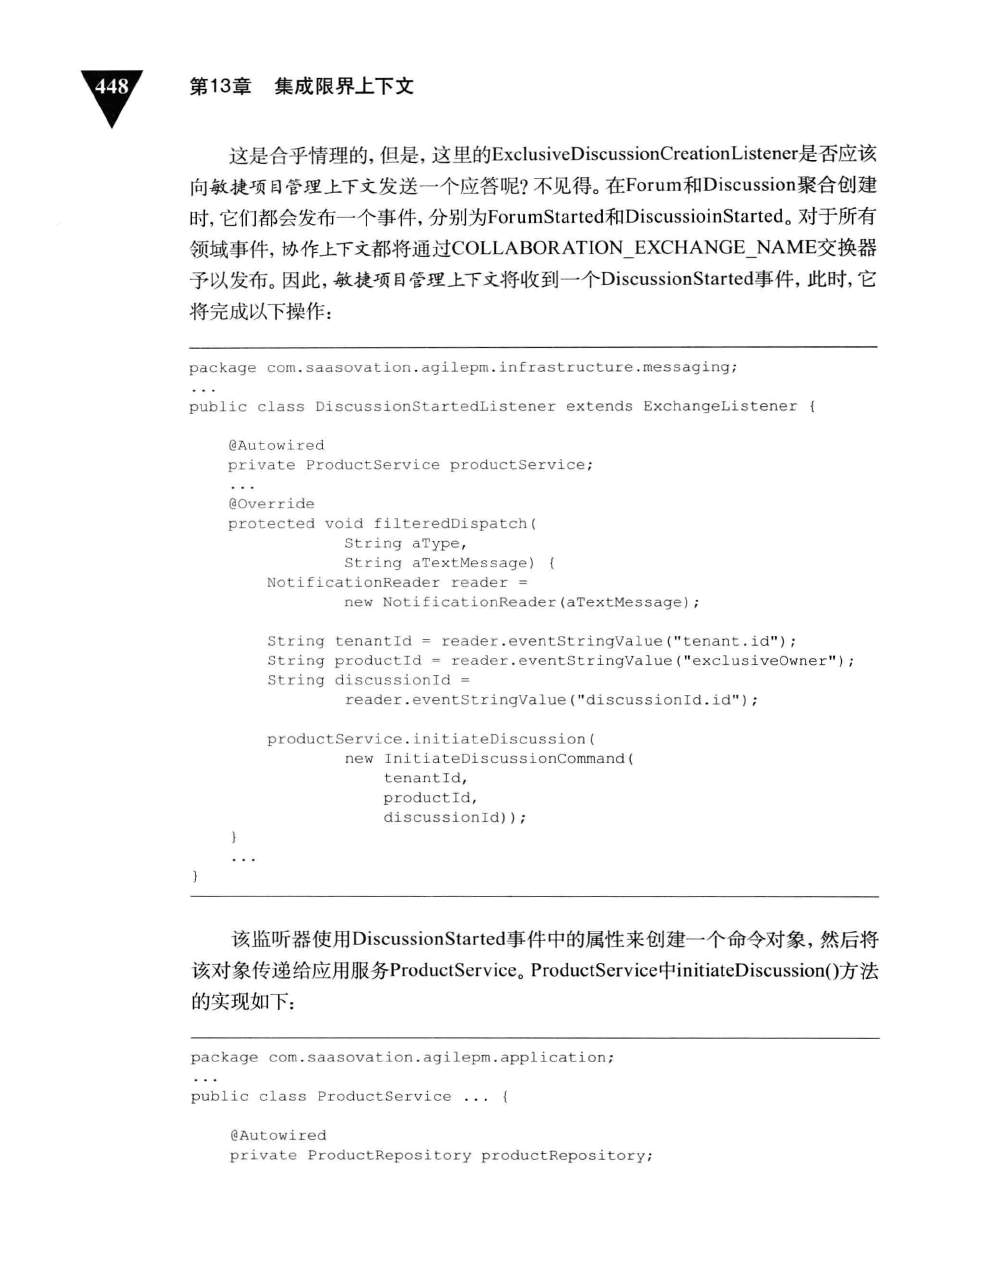 448
第13章 集成限界上下文
这是合乎情理的, 但是, 这里的ExclusiveDiscussionCreationListener是否应该
向敏捷项目管理上下文发送一个应答呢? 不见得。在Forum和Discussion聚合创建
时, 它们都会发布一个事件, 分别为ForumStarted和DiscussioinStarted。对于所有
领域事件, 协作上下文都将通过COLLABORATION_EXCHANGE_NAME交换器
予以发布。因此, 敏捷项目管理上下文将收到一个DiscussionStarted事件, 此时, 它
将完成以下操作:
package com.saasovation.agilepm.infrastructure.messaging;
...
public class DiscussionStartedListener extends ExchangeListener {
    @Autowired
    private ProductService productService;
    ...
    @Override
    protected void filteredDispatch(
                String aType,
                String aTextMessage) {
        NotificationReader reader =
                new NotificationReader(aTextMessage);
        String tenantId = reader.eventStringValue("tenant.id");
        String productId = reader.eventStringValue("exclusiveOwner");
        String discussionId =
                reader.eventStringValue("discussionId.id");
        productService.initiateDiscussion(
                new InitiateDiscussionCommand(
                    tenantId,
                    productId,
                    discussionId));
    }
    ...
}
该监听器使用DiscussionStarted事件中的属性来创建一个命令对象, 然后将
该对象传递给应用服务ProductService。ProductService中initiateDiscussion()方法
的实现如下:
package com.saasovation.agilepm.application;
...
public class ProductService ... {
    @Autowired
    private ProductRepository productRepository;